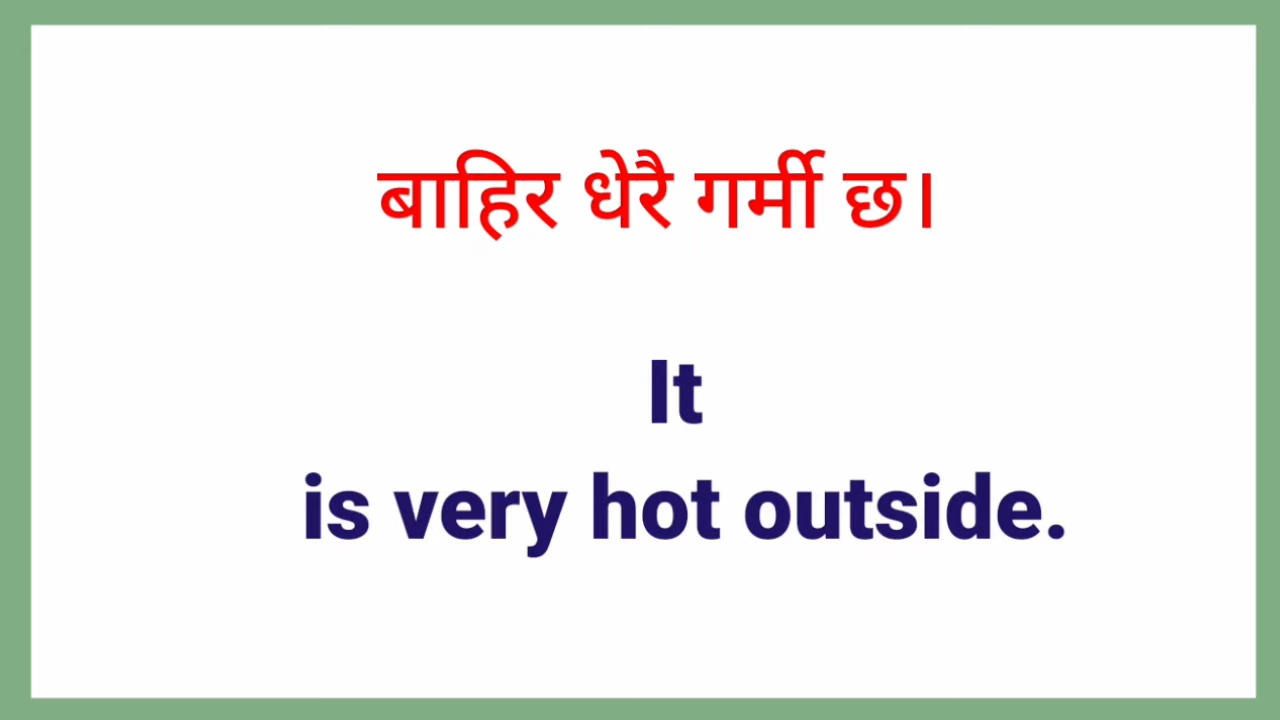 बाहिर धेरै गर्मी छ।
It
is very hot outside.